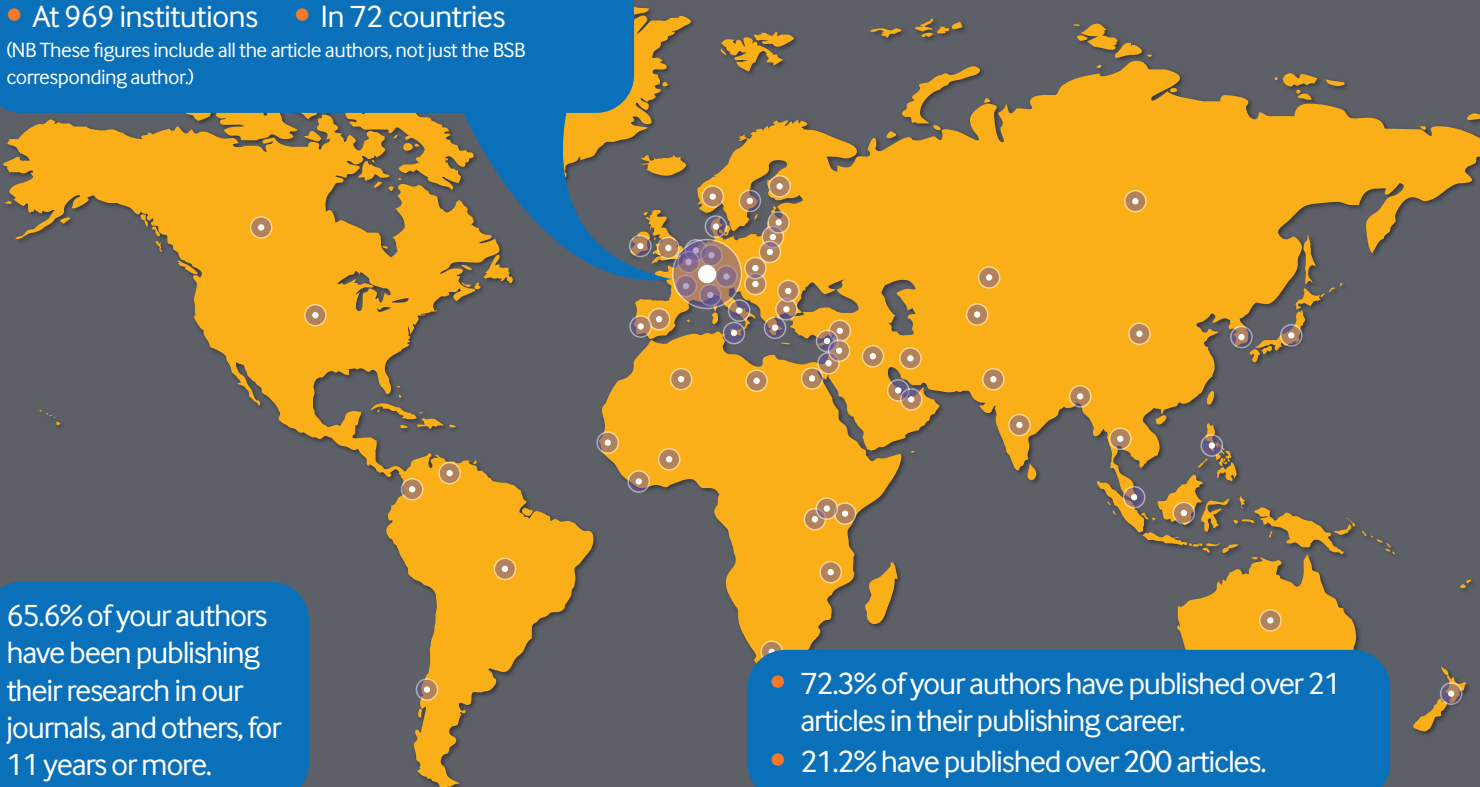 • At 969 institutions • In 72 countries
(NB These figures include all the article authors, not just the BSB
corresponding author.)
65.6% of your authors
have been publishing
their research in our
journals, and others, for
11 years or more.
• 72.3% of your authors have published over 21
articles in their publishing career.
• 21.2% have published over 200 articles.